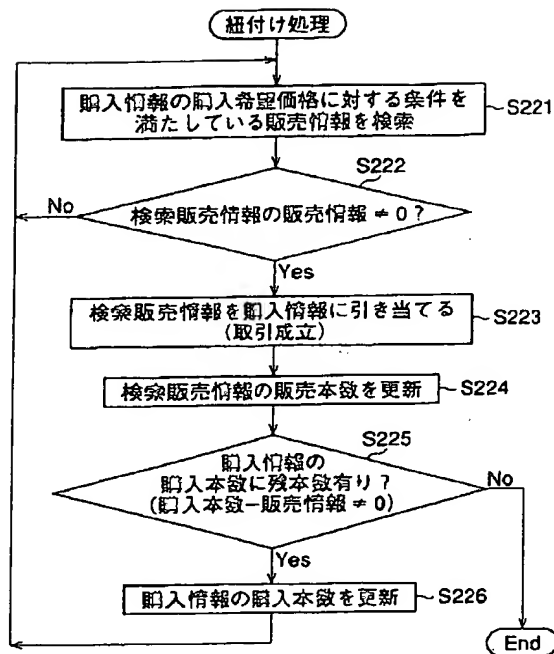 紐付け処理
購入情報の購入希望価格に対する条件を
満たしている販売情報を検索
S221
S222
検索販売情報の販売情報≠0?
No
Yes
検索販売情報を購入情報に引き当てる
(取引成立)
S223
検索販売情報の販売本数を更新
S224
S225
購入情報の
購入本数に残本数有り?
(購入本数-販売情報≠0)
No
Yes
購入情報の購入本数を更新
S226
End